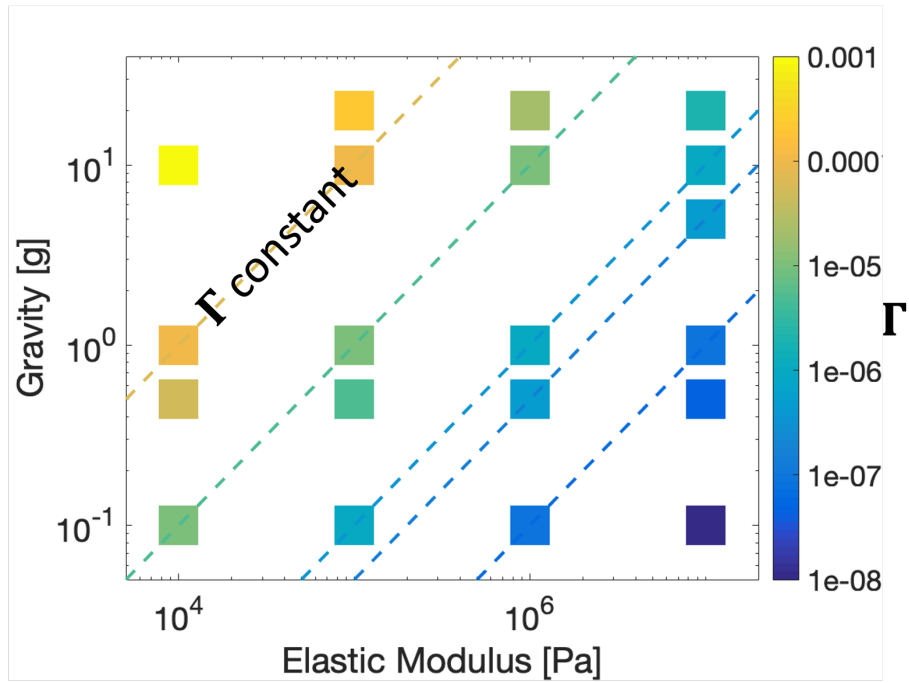 0.001
0.000
10¹
Γ constant
1e-05
Gravity [g]
Γ
10⁰
1e-06
1e-07
10⁻¹
1e-08
10⁴
10⁶
Elastic Modulus [Pa]